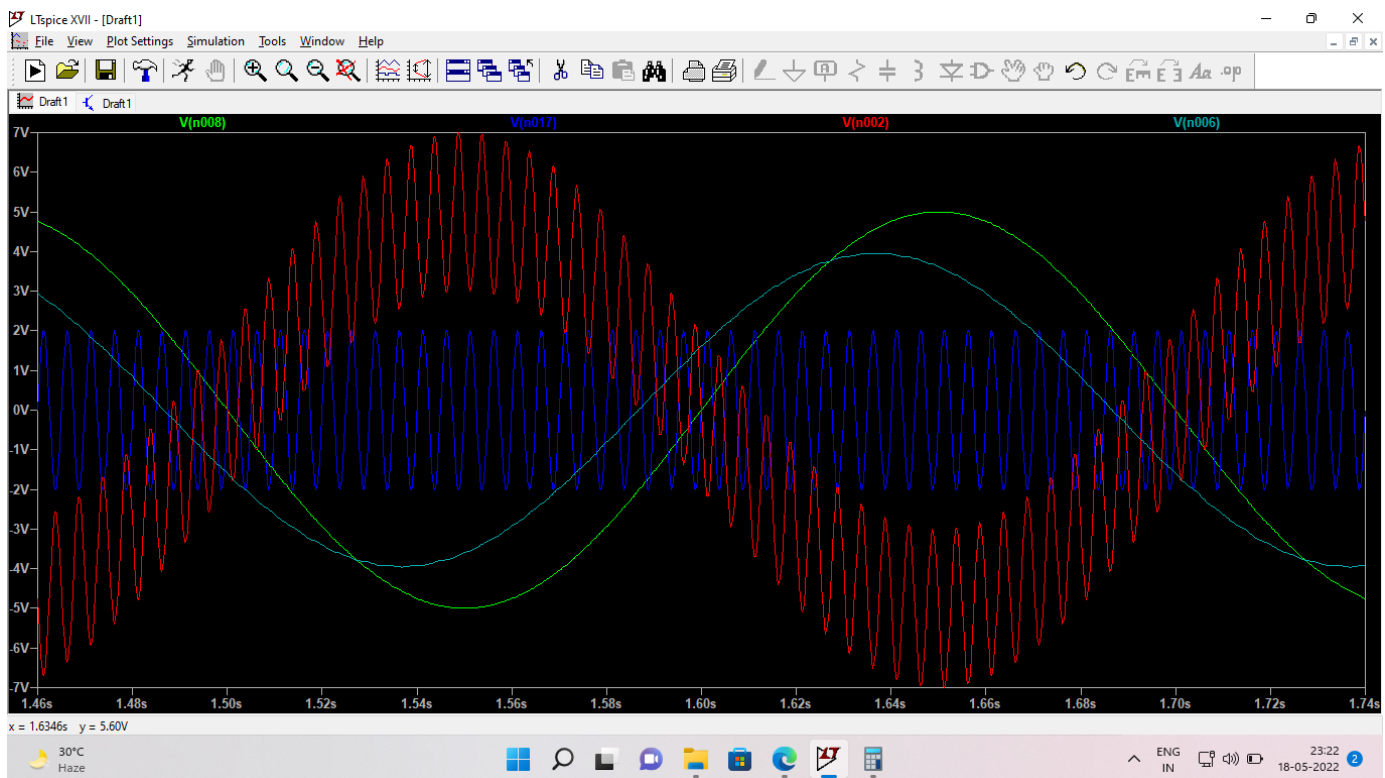 LTspice XVII - [Draft1]
File View Plot Settings Simulation Tools Window Help
Draft1 Draft1
V(n008) V(n017) V(n002) V(n006)
7V
6V
5V
4V
3V
2V
1V
0V
-1V
-2V
-3V
-4V
-5V
-6V
-7V
1.46s 1.48s 1.50s 1.52s 1.54s 1.56s 1.58s 1.60s 1.62s 1.64s 1.66s 1.68s 1.70s 1.72s 1.74s
x = 1.6346s y = 5.60V
30°C
Haze
ENG
IN
23:22
18-05-2022
2